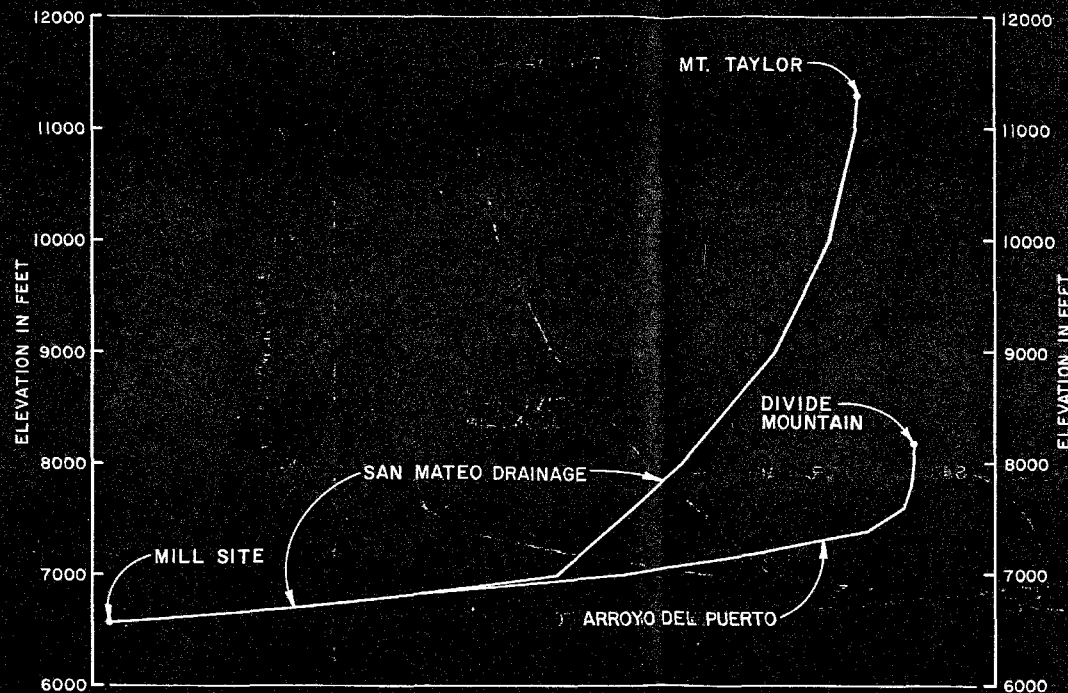 12000
12000
MT. TAYLOR
11000
11000
10000
10000
ELEVATION IN FEET
ELEVATION IN FEET
9000
9000
DIVIDE
MOUNTAIN
8000
8000
SAN MATEO DRAINAGE
MILL SITE
7000
7000
ARROYO DEL PUERTO
6000
6000